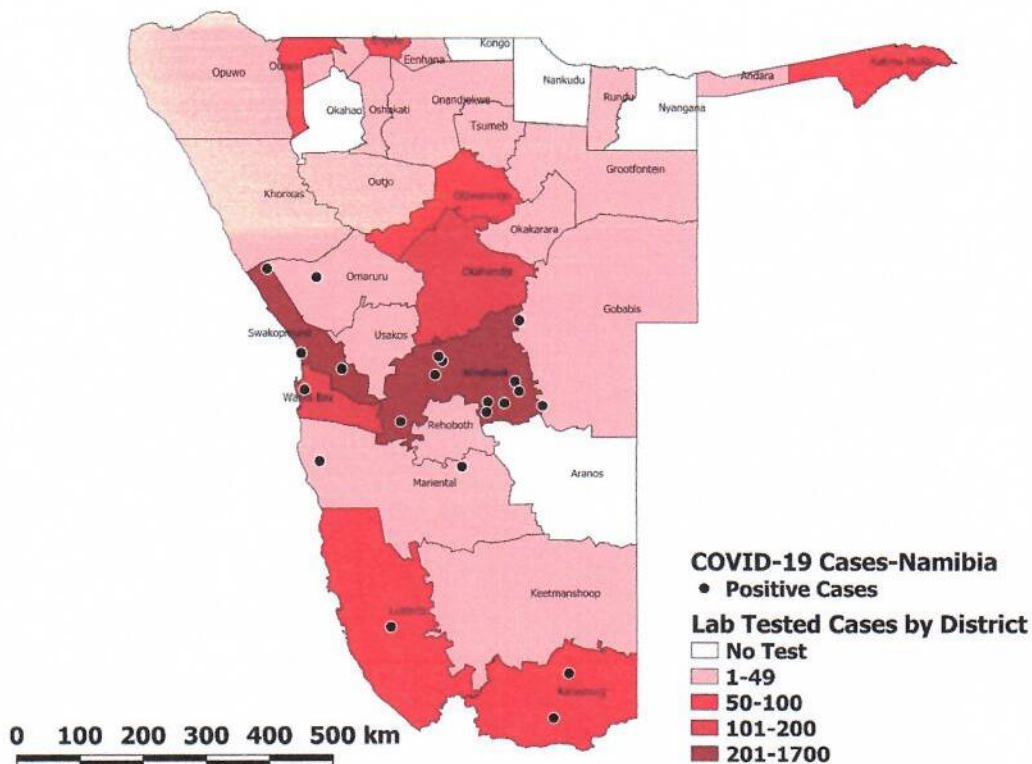 Kongo
Eenhana
Opuwo
Nankudu
Andara
Rundu
Nyangana
Okahao
Oshakati
Onandjokwe
Tsumeb
Grootfontein
Outjo
Khorixas
Okakarara
Okahandja
Omaruru
Gobabis
Swakopmund
Usakos
Windhoek
Walvis Bay
Rehoboth
Aranos
Mariental
Keetmanshoop
COVID-19 Cases-Namibia
Positive Cases
Lab Tested Cases by District
No Test
1-49
50-100
101-200
201-1700
0 100 200 300 400 500 km